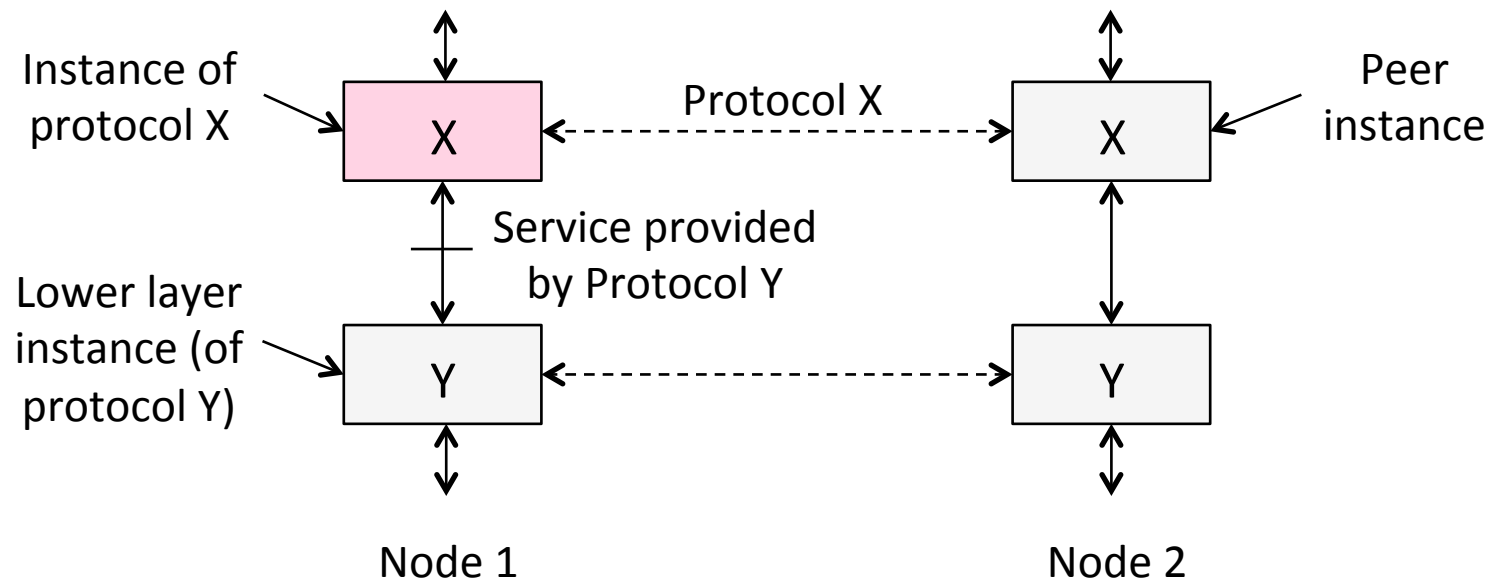 Instance of
protocol X
X
Protocol X
X
Peer
instance
Service provided
by Protocol Y
Lower layer
instance (of
protocol Y)
Y
Y
Node 1
Node 2